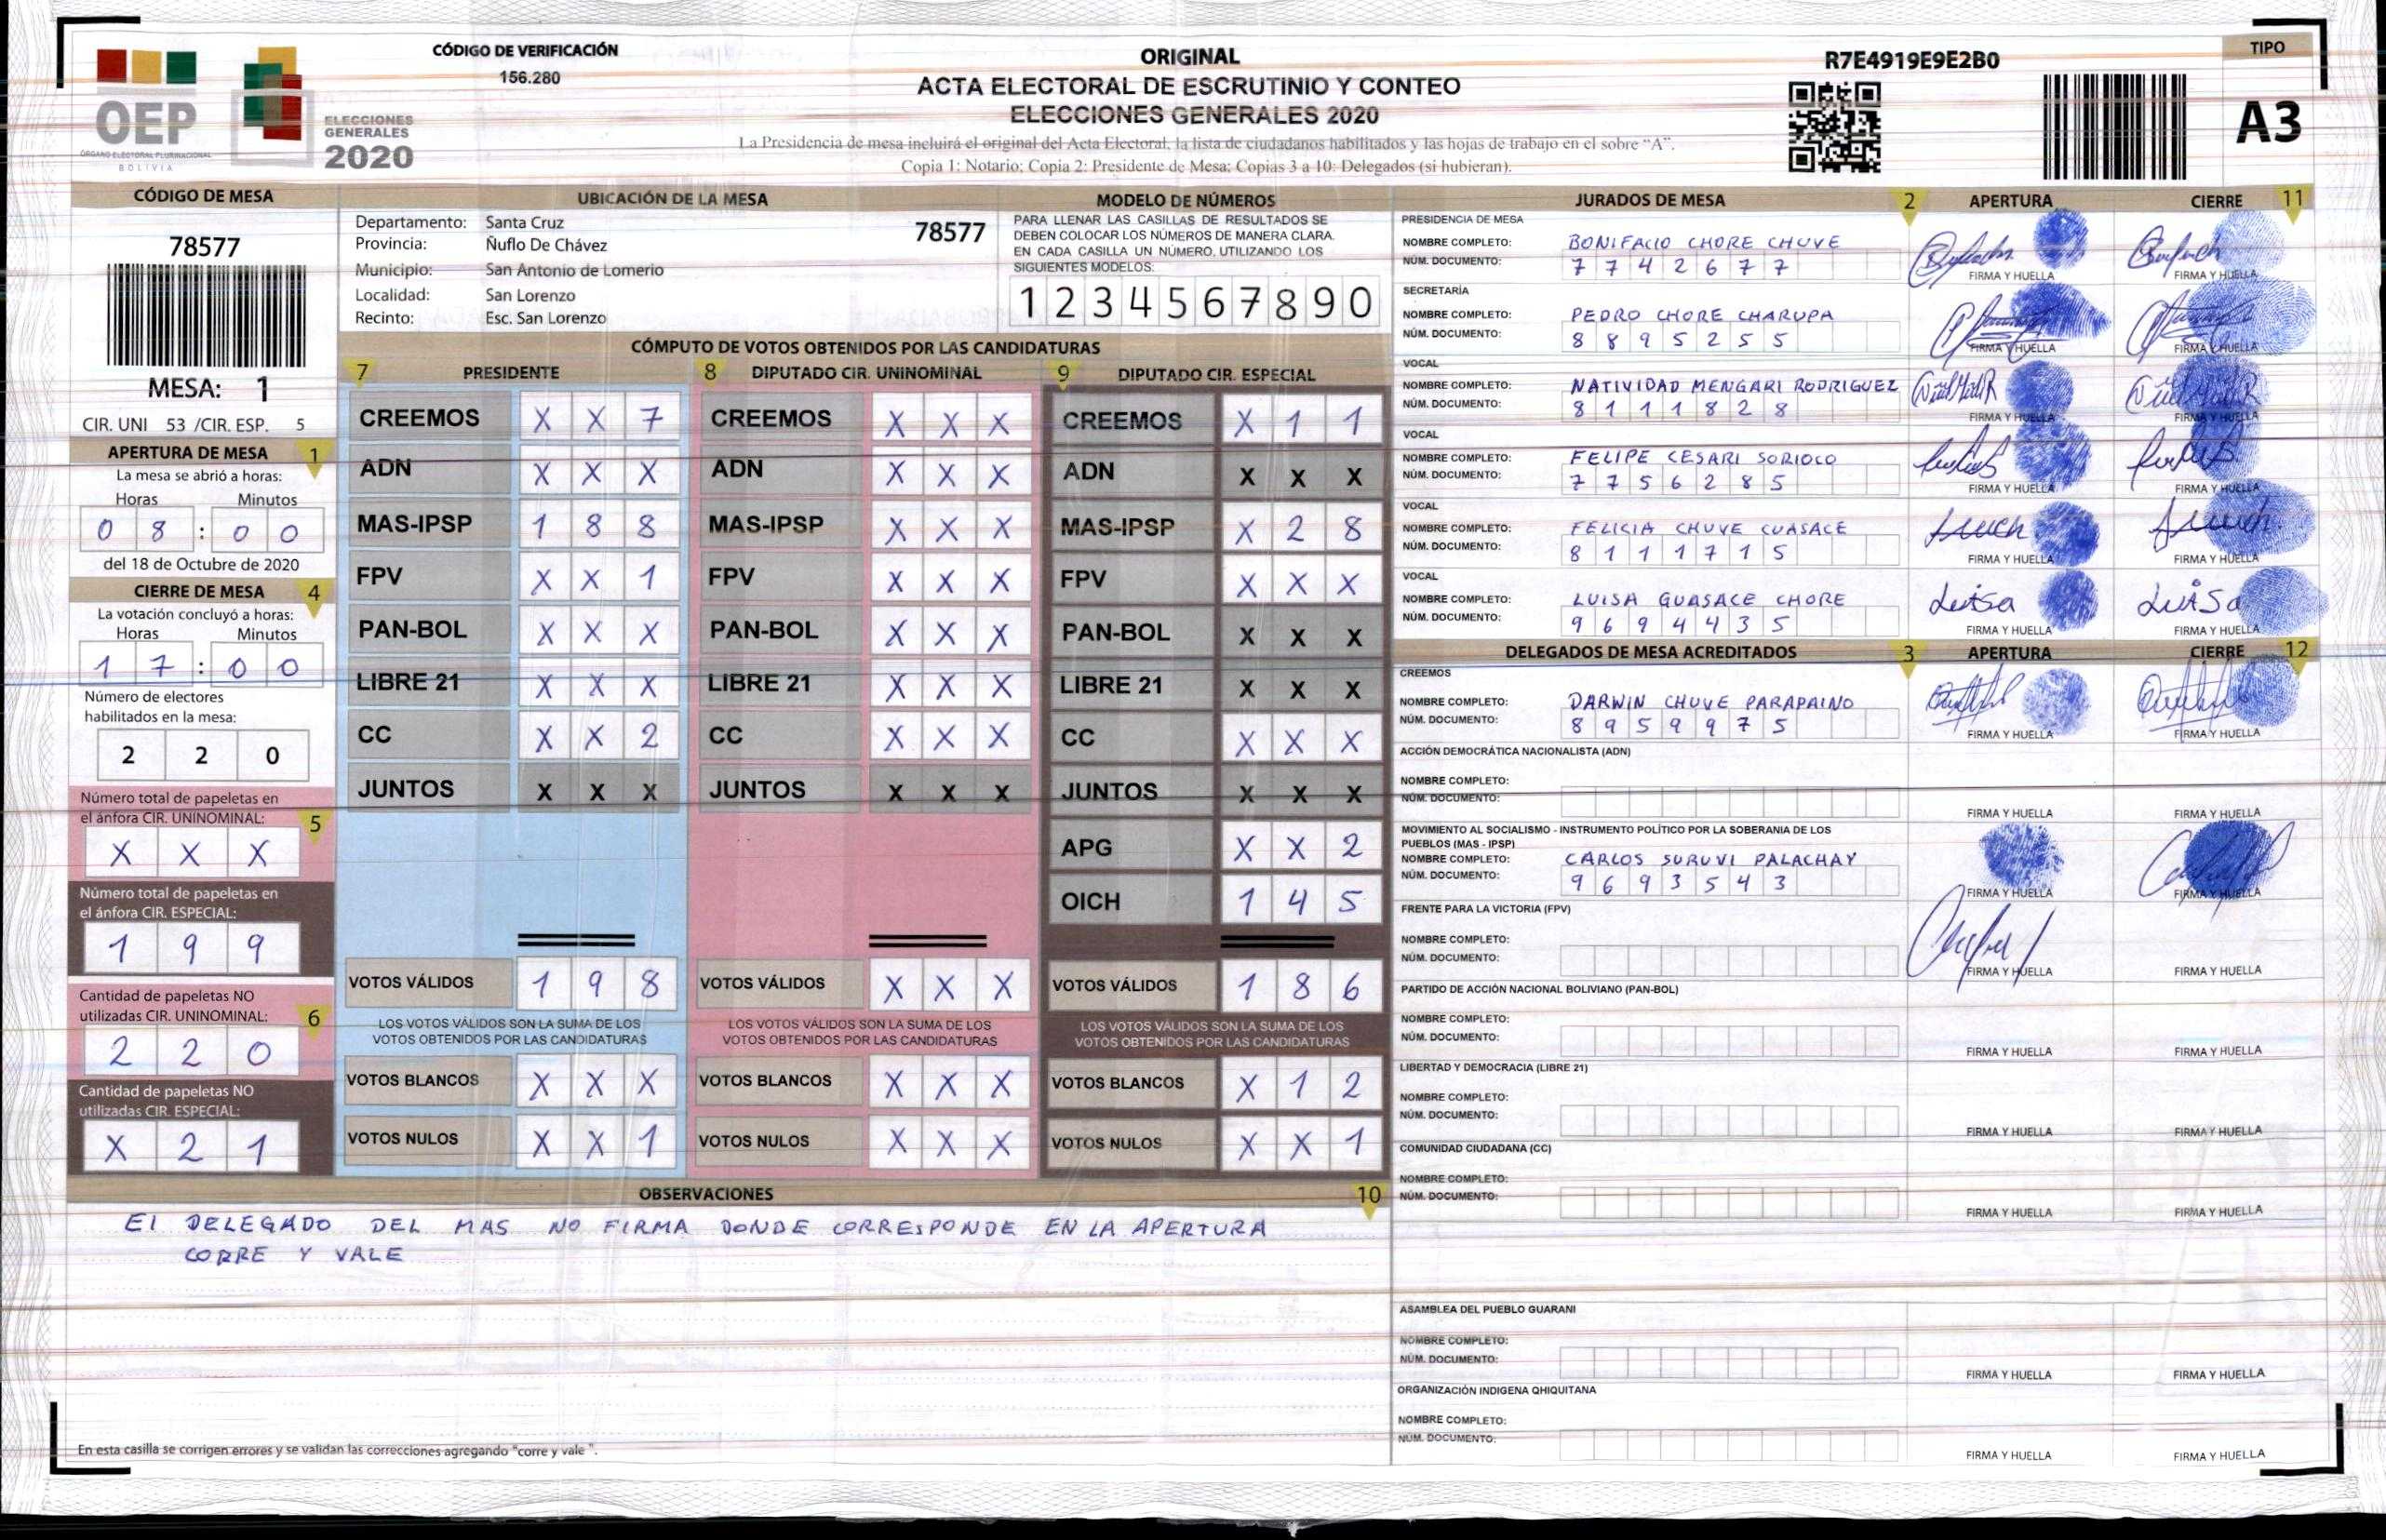 CÓDIGO DE VERIFICACIÓN
156.280
ORIGINAL
ACTA ELECTORAL DE ESCRUTINIO Y CONTEO
ELECCIONES GENERALES 2020
La Presidencia de mesa incluirá el original del Acta Electoral, la lista de ciudadanos habilitados y las hojas de trabajo en el sobre “A”.
Copia 1: Notario; Copia 2: Presidente de Mesa; Copias 3 a 10: Delegados (si hubieran).
R7E4919E9E2B0
TIPO
A3
OEP
ÓRGANO ELECTORAL PLURINACIONAL
BOLIVIA
ELECCIONES
GENERALES
2020
CÓDIGO DE MESA
78577
MESA: 1
CIR. UNI 53 /CIR. ESP. 5
APERTURA DE MESA 1
La mesa se abrió a horas:
Horas Minutos
0 8 : 0 0
del 18 de Octubre de 2020
CIERRE DE MESA 4
La votación concluyó a horas:
Horas Minutos
1 7 : 0 0
Número de electores
habilitados en la mesa:
2 2 0
Número total de papeletas en
el ánfora CIR. UNINOMINAL: 5
X X X
Número total de papeletas en
el ánfora CIR. ESPECIAL:
1 9 9
Cantidad de papeletas NO
utilizadas CIR. UNINOMINAL: 6
2 2 0
Cantidad de papeletas NO
utilizadas CIR. ESPECIAL:
X 2 1
UBICACIÓN DE LA MESA
Departamento: Santa Cruz
78577
Provincia: Ñuflo De Chávez
Municipio: San Antonio de Lomerio
Localidad: San Lorenzo
Recinto: Esc. San Lorenzo
MODELO DE NÚMEROS
PARA LLENAR LAS CASILLAS DE RESULTADOS SE
DEBEN COLOCAR LOS NÚMEROS DE MANERA CLARA.
EN CADA CASILLA UN NÚMERO, UTILIZANDO LOS
SIGUIENTES MODELOS:
1 2 3 4 5 6 7 8 9 0
CÓMPUTO DE VOTOS OBTENIDOS POR LAS CANDIDATURAS
7 PRESIDENTE
CREEMOS X X 7
ADN X X X
MAS-IPSP 1 8 8
FPV X X 1
PAN-BOL X X X
LIBRE 21 X X X
CC X X 2
JUNTOS X X X
VOTOS VÁLIDOS 1 9 8
LOS VOTOS VÁLIDOS SON LA SUMA DE LOS
VOTOS OBTENIDOS POR LAS CANDIDATURAS
VOTOS BLANCOS X X X
VOTOS NULOS X X 1
8 DIPUTADO CIR. UNINOMINAL
CREEMOS X X X
ADN X X X
MAS-IPSP X X X
FPV X X X
PAN-BOL X X X
LIBRE 21 X X X
CC X X X
JUNTOS X X X
VOTOS VÁLIDOS X X X
LOS VOTOS VÁLIDOS SON LA SUMA DE LOS
VOTOS OBTENIDOS POR LAS CANDIDATURAS
VOTOS BLANCOS X X X
VOTOS NULOS X X X
9 DIPUTADO CIR. ESPECIAL
CREEMOS X 1 1
ADN X X X
MAS-IPSP X 2 8
FPV X X X
PAN-BOL X X X
LIBRE 21 X X X
CC X X X
JUNTOS X X X
APG X X 2
OICH 1 4 5
VOTOS VÁLIDOS 1 8 6
LOS VOTOS VÁLIDOS SON LA SUMA DE LOS
VOTOS OBTENIDOS POR LAS CANDIDATURAS
VOTOS BLANCOS X 1 2
VOTOS NULOS X X 1
OBSERVACIONES 10
El DELEGADO DEL MAS NO FIRMA DONDE CORRESPONDE EN LA APERTURA
CORRE Y VALE
En esta casilla se corrigen errores y se validan las correcciones agregando "corre y vale ".
JURADOS DE MESA 2 APERTURA CIERRE 11
PRESIDENCIA DE MESA
NOMBRE COMPLETO: BONIFACIO CHORE CHUVE
NÚM. DOCUMENTO: 7 7 4 2 6 7 7
FIRMA Y HUELLA FIRMA Y HUELLA
SECRETARÍA
NOMBRE COMPLETO: PEDRO CHORE CHARUPA
NÚM. DOCUMENTO: 8 8 9 5 2 5 5
FIRMA Y HUELLA FIRMA Y HUELLA
VOCAL
NOMBRE COMPLETO: NATIVIDAD MENGARI RODRIGUEZ
NÚM. DOCUMENTO: 8 1 1 1 8 2 8
FIRMA Y HUELLA FIRMA Y HUELLA
VOCAL
NOMBRE COMPLETO: FELIPE CESARI SORIOCO
NÚM. DOCUMENTO: 7 7 5 6 2 8 5
FIRMA Y HUELLA FIRMA Y HUELLA
VOCAL
NOMBRE COMPLETO: FELICIA CHUVE CUASACE
NÚM. DOCUMENTO: 8 1 1 1 7 1 5
FIRMA Y HUELLA FIRMA Y HUELLA
VOCAL
NOMBRE COMPLETO: LUISA GUASACE CHORE Luisa LuiSa
NÚM. DOCUMENTO: 9 6 9 4 4 3 5
FIRMA Y HUELLA FIRMA Y HUELLA
DELEGADOS DE MESA ACREDITADOS 3 APERTURA CIERRE 12
CREEMOS
NOMBRE COMPLETO: DARWIN CHUVE PARAPAINO
NÚM. DOCUMENTO: 8 9 5 9 9 7 5
FIRMA Y HUELLA FIRMA Y HUELLA
ACCIÓN DEMOCRÁTICA NACIONALISTA (ADN)
NOMBRE COMPLETO:
NÚM. DOCUMENTO:
FIRMA Y HUELLA FIRMA Y HUELLA
MOVIMIENTO AL SOCIALISMO - INSTRUMENTO POLÍTICO POR LA SOBERANIA DE LOS
PUEBLOS (MAS - IPSP)
NOMBRE COMPLETO: CARLOS SURUVI PALACHAY
NÚM. DOCUMENTO: 9 6 9 3 5 4 3
FIRMA Y HUELLA FIRMA Y HUELLA
FRENTE PARA LA VICTORIA (FPV)
NOMBRE COMPLETO:
NÚM. DOCUMENTO:
FIRMA Y HUELLA FIRMA Y HUELLA
PARTIDO DE ACCIÓN NACIONAL BOLIVIANO (PAN-BOL)
NOMBRE COMPLETO:
NÚM. DOCUMENTO:
FIRMA Y HUELLA FIRMA Y HUELLA
LIBERTAD Y DEMOCRACIA (LIBRE 21)
NOMBRE COMPLETO:
NÚM. DOCUMENTO:
FIRMA Y HUELLA FIRMA Y HUELLA
COMUNIDAD CIUDADANA (CC)
NOMBRE COMPLETO:
NÚM. DOCUMENTO:
FIRMA Y HUELLA FIRMA Y HUELLA
ASAMBLEA DEL PUEBLO GUARANI
NOMBRE COMPLETO:
NÚM. DOCUMENTO:
FIRMA Y HUELLA FIRMA Y HUELLA
ORGANIZACIÓN INDIGENA QHIQUITANA
NOMBRE COMPLETO:
NÚM. DOCUMENTO:
FIRMA Y HUELLA FIRMA Y HUELLA